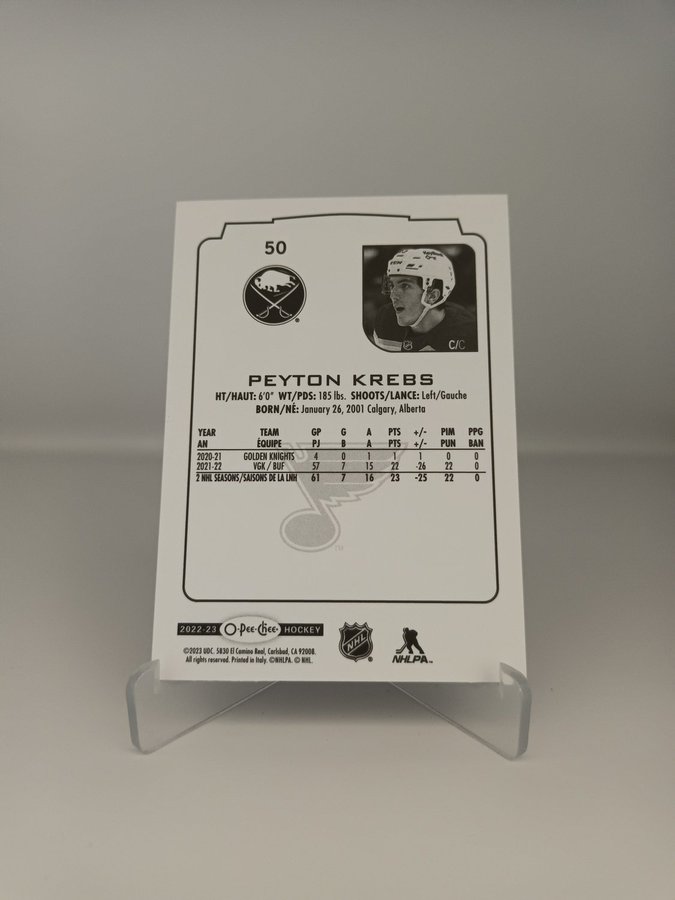 50
C/C
PEYTON KREBS
HT/HAUT: 6'0" WT/PDS: 185 lbs. SHOOTS/LANCE: Left/Gauche
BORN/NÉ: January 26, 2001 Calgary, Alberta
YEAR TEAM GP G A PTS +/- PIM PPG
AN ÉQUIPE PJ B A PTS +/- PUN BAN
2020-21 GOLDEN KNIGHTS 4 0 1 1 1 0 0
2021-22 VGK / BUF 57 7 15 22 -26 22 0
2 NHL SEASONS/SAISONS DE LA LNH 61 7 16 23 -25 22 0
TM
2022-23 O-Pee-Chee HOCKEY
©2023 UDC. 5830 El Camino Real, Carlsbad, CA 92008.
All rights reserved. Printed in Italy. ©NHLPA. © NHL.
NHL
NHLPA